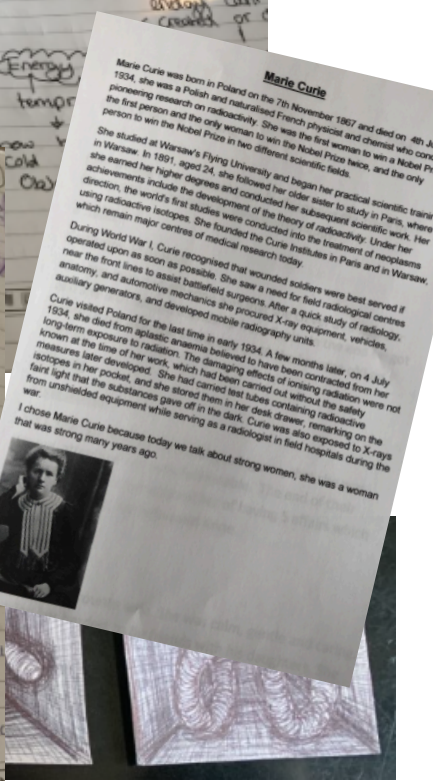 energy
created or
Energy
temp
Cold
Obj
Marie Curie
Marie Curie was born in Poland on the 7th November 1867 and died on 4th
1934, she was a Polish and naturalised French physicist and chemist who
pioneering research on radioactivity. She was the first woman to win a Nobel
the first person and the only woman to win the Nobel Prize twice, and the only
person to win the Nobel Prize in two different scientific fields.
She studied at Warsaw's Flying University and began her practical scientific
in Warsaw. In 1891, aged 24, she followed her older sister to study in Paris, where
she earned her higher degrees and conducted her subsequent scientific work. Her
achievements include the development of the theory of radioactivity. Under her
direction, the world's first studies were conducted into the treatment of neoplasms
using radioactive isotopes. She founded the Curie Institutes in Paris and in Warsaw,
which remain major centres of medical research today.
During World War I, Curie recognised that wounded soldiers were best served if
operated upon as soon as possible. She saw a need for field radiological centres
near the front lines to assist battlefield surgeons. After a quick study of radiology,
anatomy, and automotive mechanics she procured X-ray equipment, vehicles,
auxiliary generators, and developed mobile radiography units.
Curie visited Poland for the last time in early 1934. A few months later, on 4 July
1934, she died from aplastic anaemia believed to have been contracted from her
long-term exposure to radiation. The damaging effects of ionising radiation were not
known at the time of her work, which had been carried out without the safety
measures later developed. She had carried test tubes containing radioactive
isotopes in her pocket, and she stored them in her desk drawer, remarking on the
faint light that the substances gave off in the dark. Curie was also exposed to X-rays
from unshielded equipment while serving as a radiologist in field hospitals during the
war.
I chose Marie Curie because today we talk about strong women, she was a woman
that was strong many years ago.